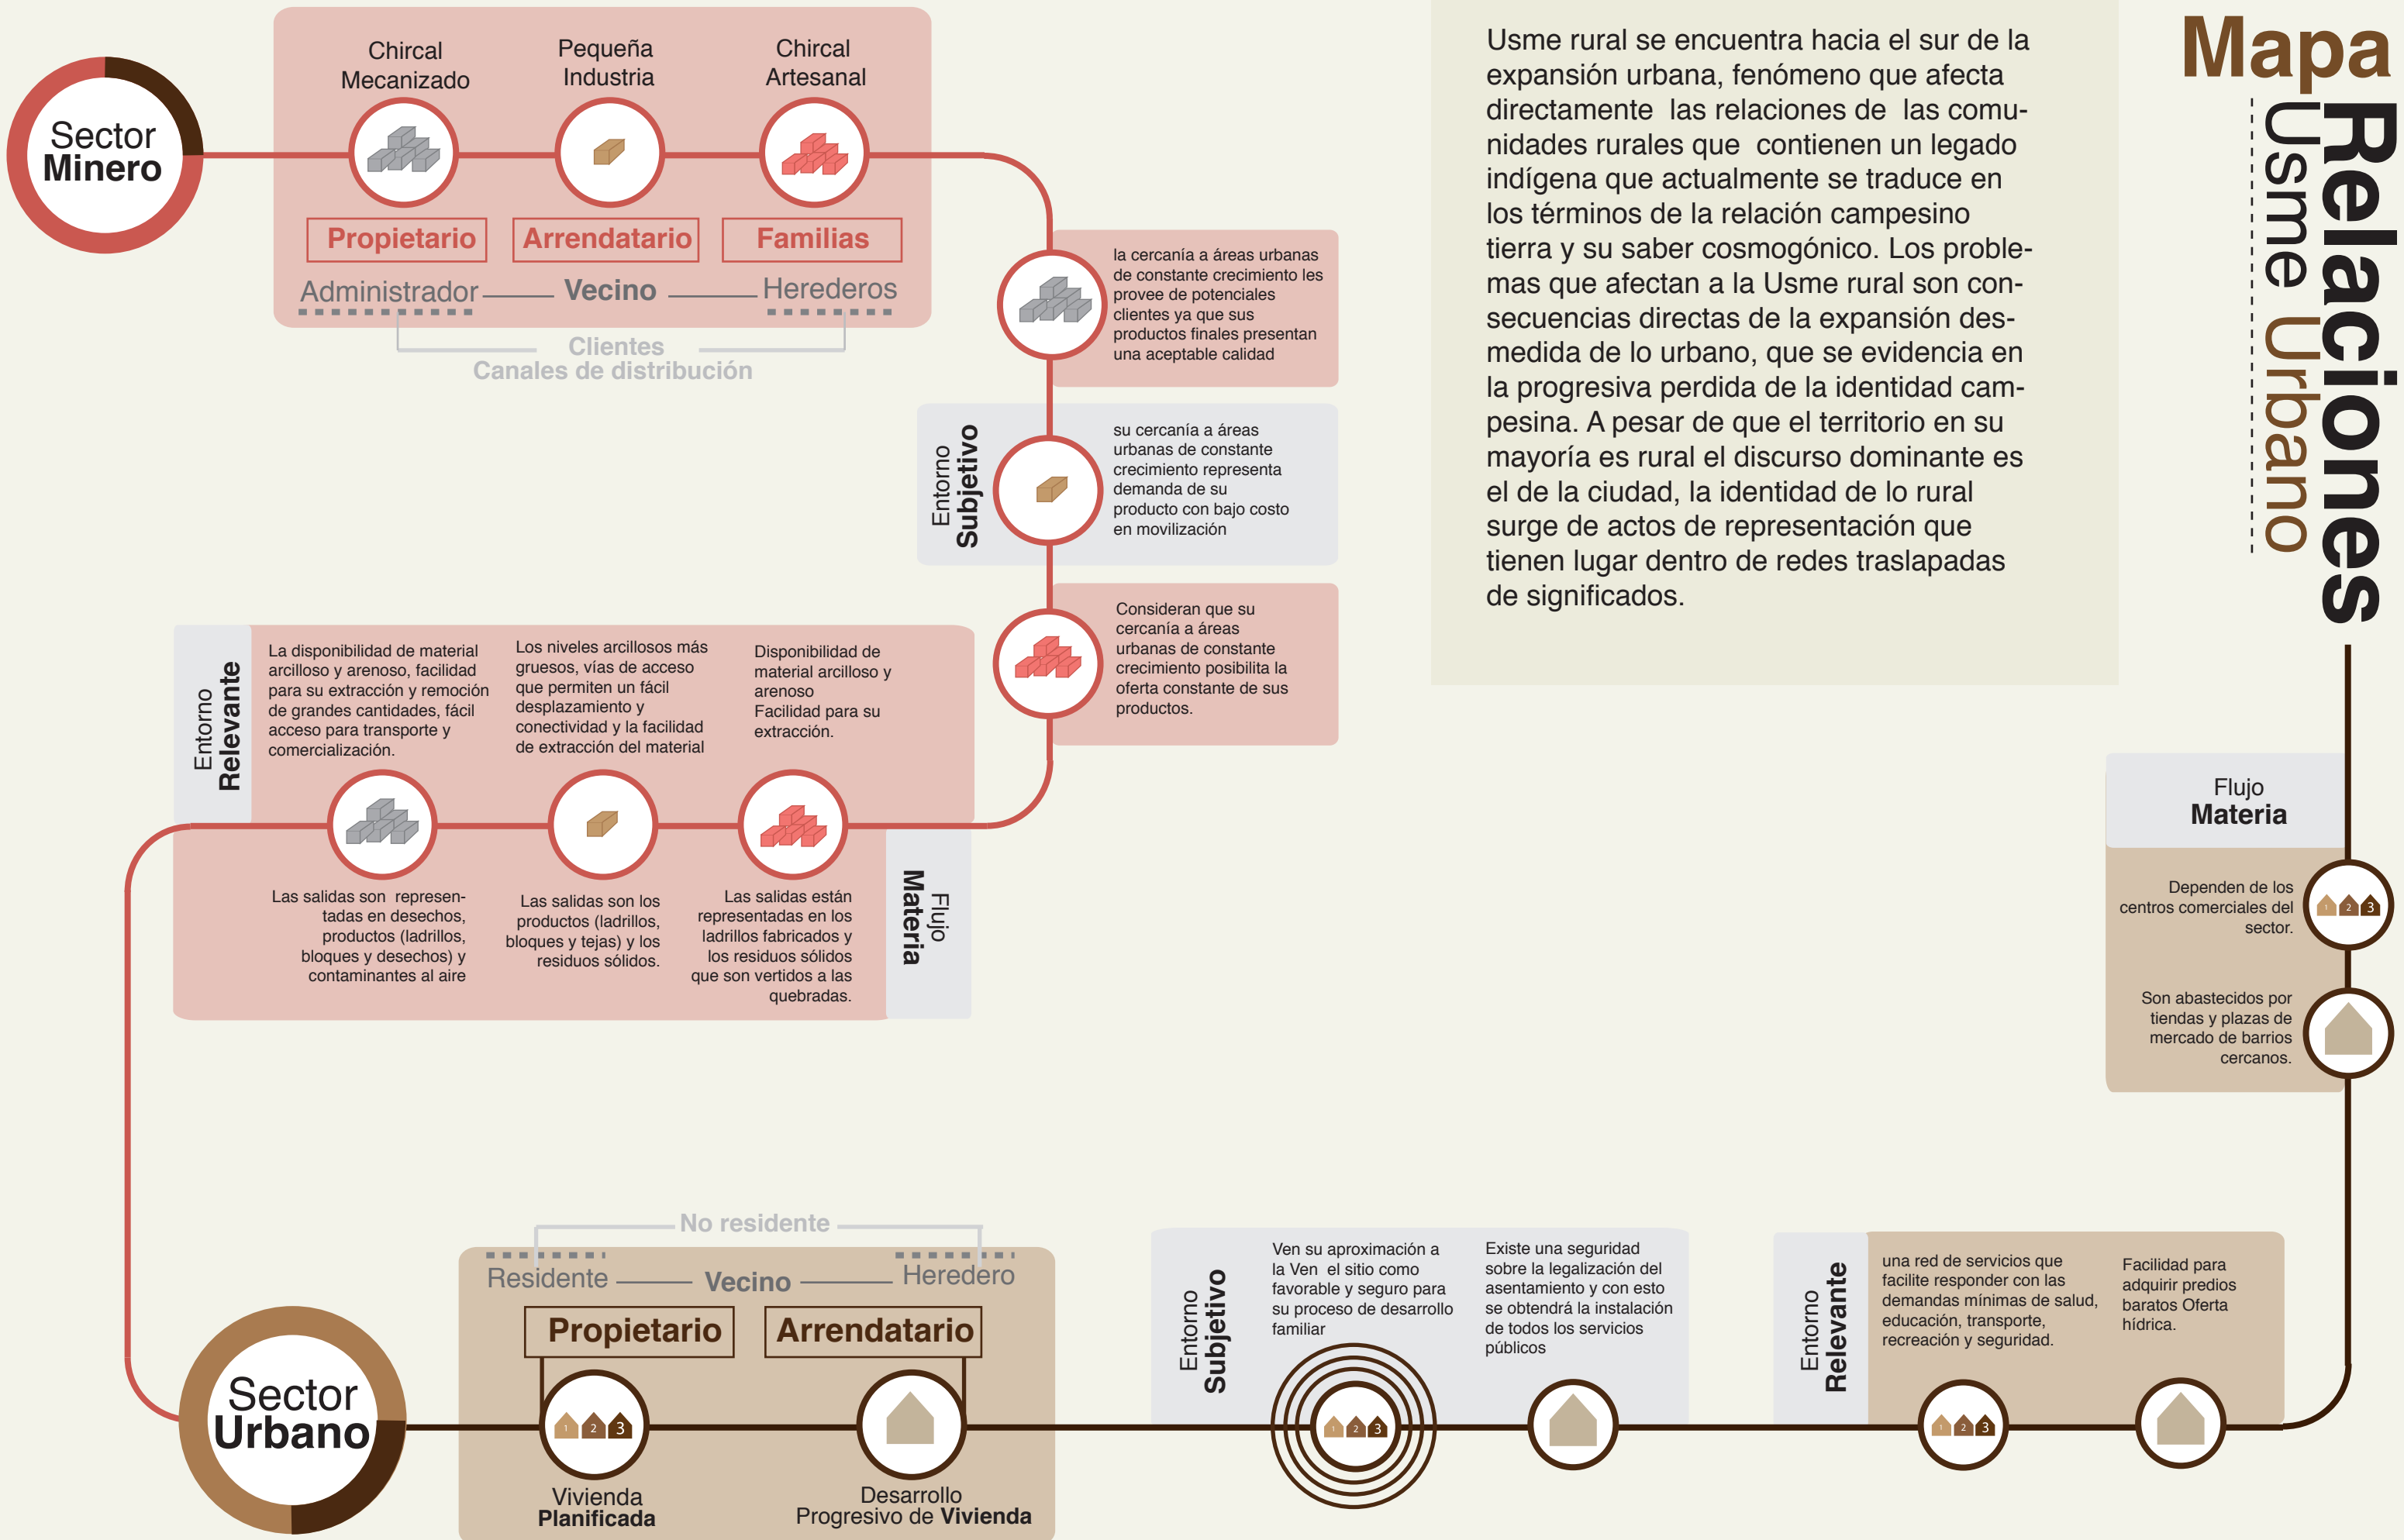 Mapa
Relaciones
Usme Urbano
Usme rural se encuentra hacia el sur de la
expansión urbana, fenómeno que afecta
directamente las relaciones de las comu-
nidades rurales que contienen un legado
indígena que actualmente se traduce en
los términos de la relación campesino
tierra y su saber cosmogónico. Los proble-
mas que afectan a la Usme rural son con-
secuencias directas de la expansión des-
medida de lo urbano, que se evidencia en
la progresiva perdida de la identidad cam-
pesina. A pesar de que el territorio en su
mayoría es rural el discurso dominante es
el de la ciudad, la identidad de lo rural
surge de actos de representación que
tienen lugar dentro de redes traslapadas
de significados.
Sector
Minero
Chircal
Mecanizado
Pequeña
Industria
Chircal
Artesanal
Propietario
Arrendatario
Familias
Administrador
Vecino
Herederos
Clientes
Canales de distribución
la cercanía a áreas urbanas
de constante crecimiento les
provee de potenciales
clientes ya que sus
productos finales presentan
una aceptable calidad
Entorno
Subjetivo
su cercanía a áreas
urbanas de constante
crecimiento representa
demanda de su
producto con bajo costo
en movilización
Consideran que su
cercanía a áreas
urbanas de constante
crecimiento posibilita la
oferta constante de sus
productos.
Entorno
Relevante
La disponibilidad de material
arcilloso y arenoso, facilidad
para su extracción y remoción
de grandes cantidades, fácil
acceso para transporte y
comercialización.
Los niveles arcillosos más
gruesos, vías de acceso
que permiten un fácil
desplazamiento y
conectividad y la facilidad
de extracción del material
Disponibilidad de
material arcilloso y
arenoso
Facilidad para su
extracción.
Las salidas son represen-
tadas en desechos,
productos (ladrillos,
bloques y desechos) y
contaminantes al aire
Las salidas son los
productos (ladrillos,
bloques y tejas) y los
residuos sólidos.
Las salidas están
representadas en los
ladrillos fabricados y
los residuos sólidos
que son vertidos a las
quebradas.
Flujo
Materia
Sector
Urbano
No residente
Residente
Vecino
Heredero
Propietario
Arrendatario
1 2 3
Vivienda
Planificada
Desarrollo
Progresivo de Vivienda
Entorno
Subjetivo
Ven su aproximación a
la Ven el sitio como
favorable y seguro para
su proceso de desarrollo
familiar
1 2 3
Existe una seguridad
sobre la legalización del
asentamiento y con esto
se obtendrá la instalación
de todos los servicios
públicos
Entorno
Relevante
una red de servicios que
facilite responder con las
demandas mínimas de salud,
educación, transporte,
recreación y seguridad.
1 2 3
Facilidad para
adquirir predios
baratos Oferta
hídrica.
Flujo
Materia
Dependen de los
centros comerciales del
sector.
1 2 3
Son abastecidos por
tiendas y plazas de
mercado de barrios
cercanos.